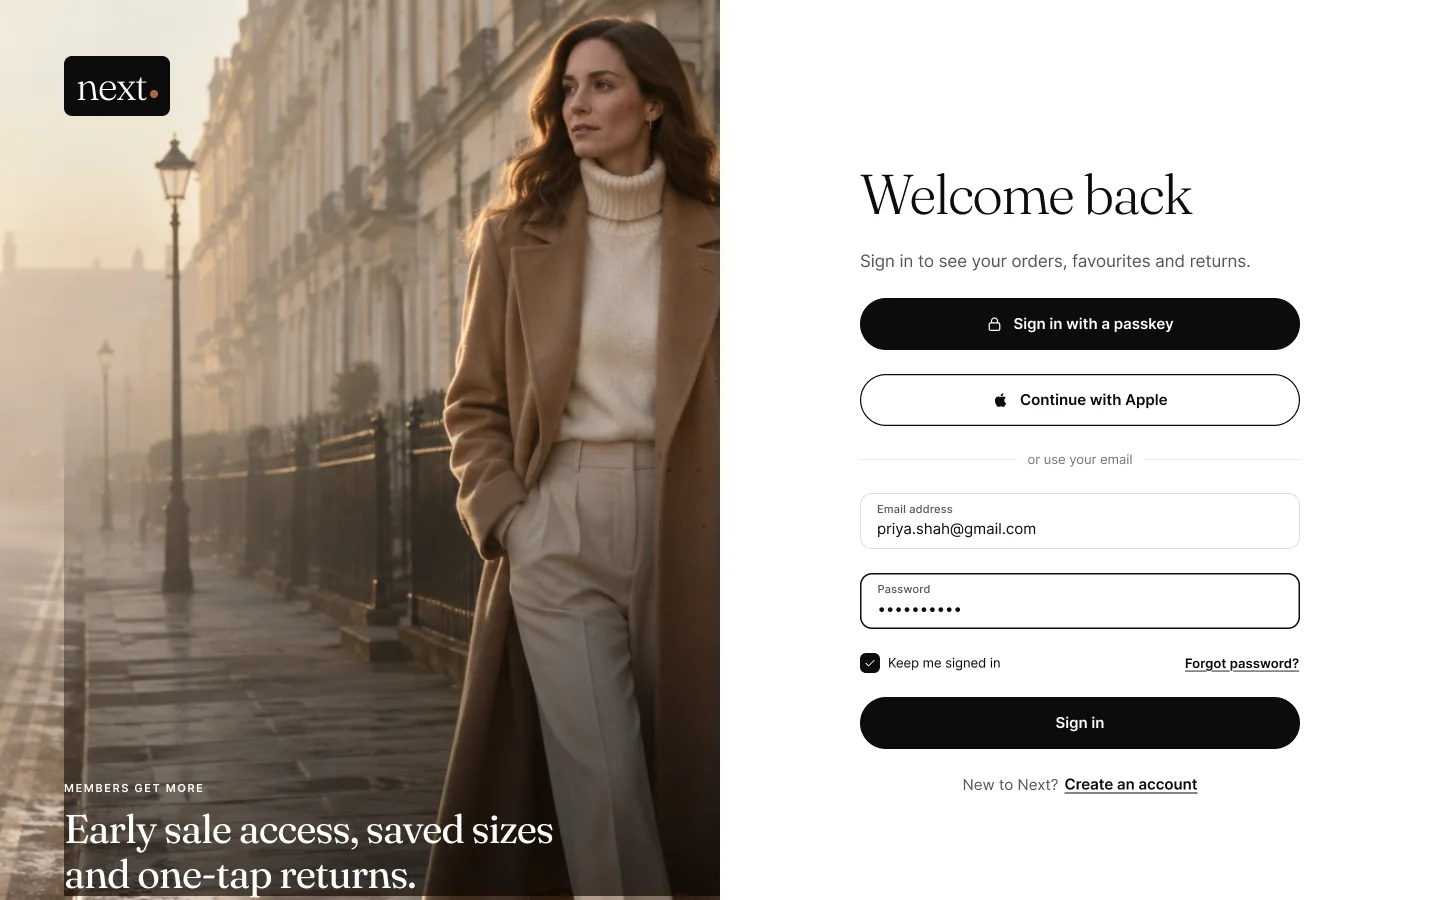 next.
MEMBERS GET MORE
Early sale access, saved sizes
and one-tap returns.
Welcome back
Sign in to see your orders, favourites and returns.
Sign in with a passkey
Continue with Apple
or use your email
Email address
priya.shah@gmail.com
Password
••••••••••
Keep me signed in
Forgot password?
Sign in
New to Next? Create an account